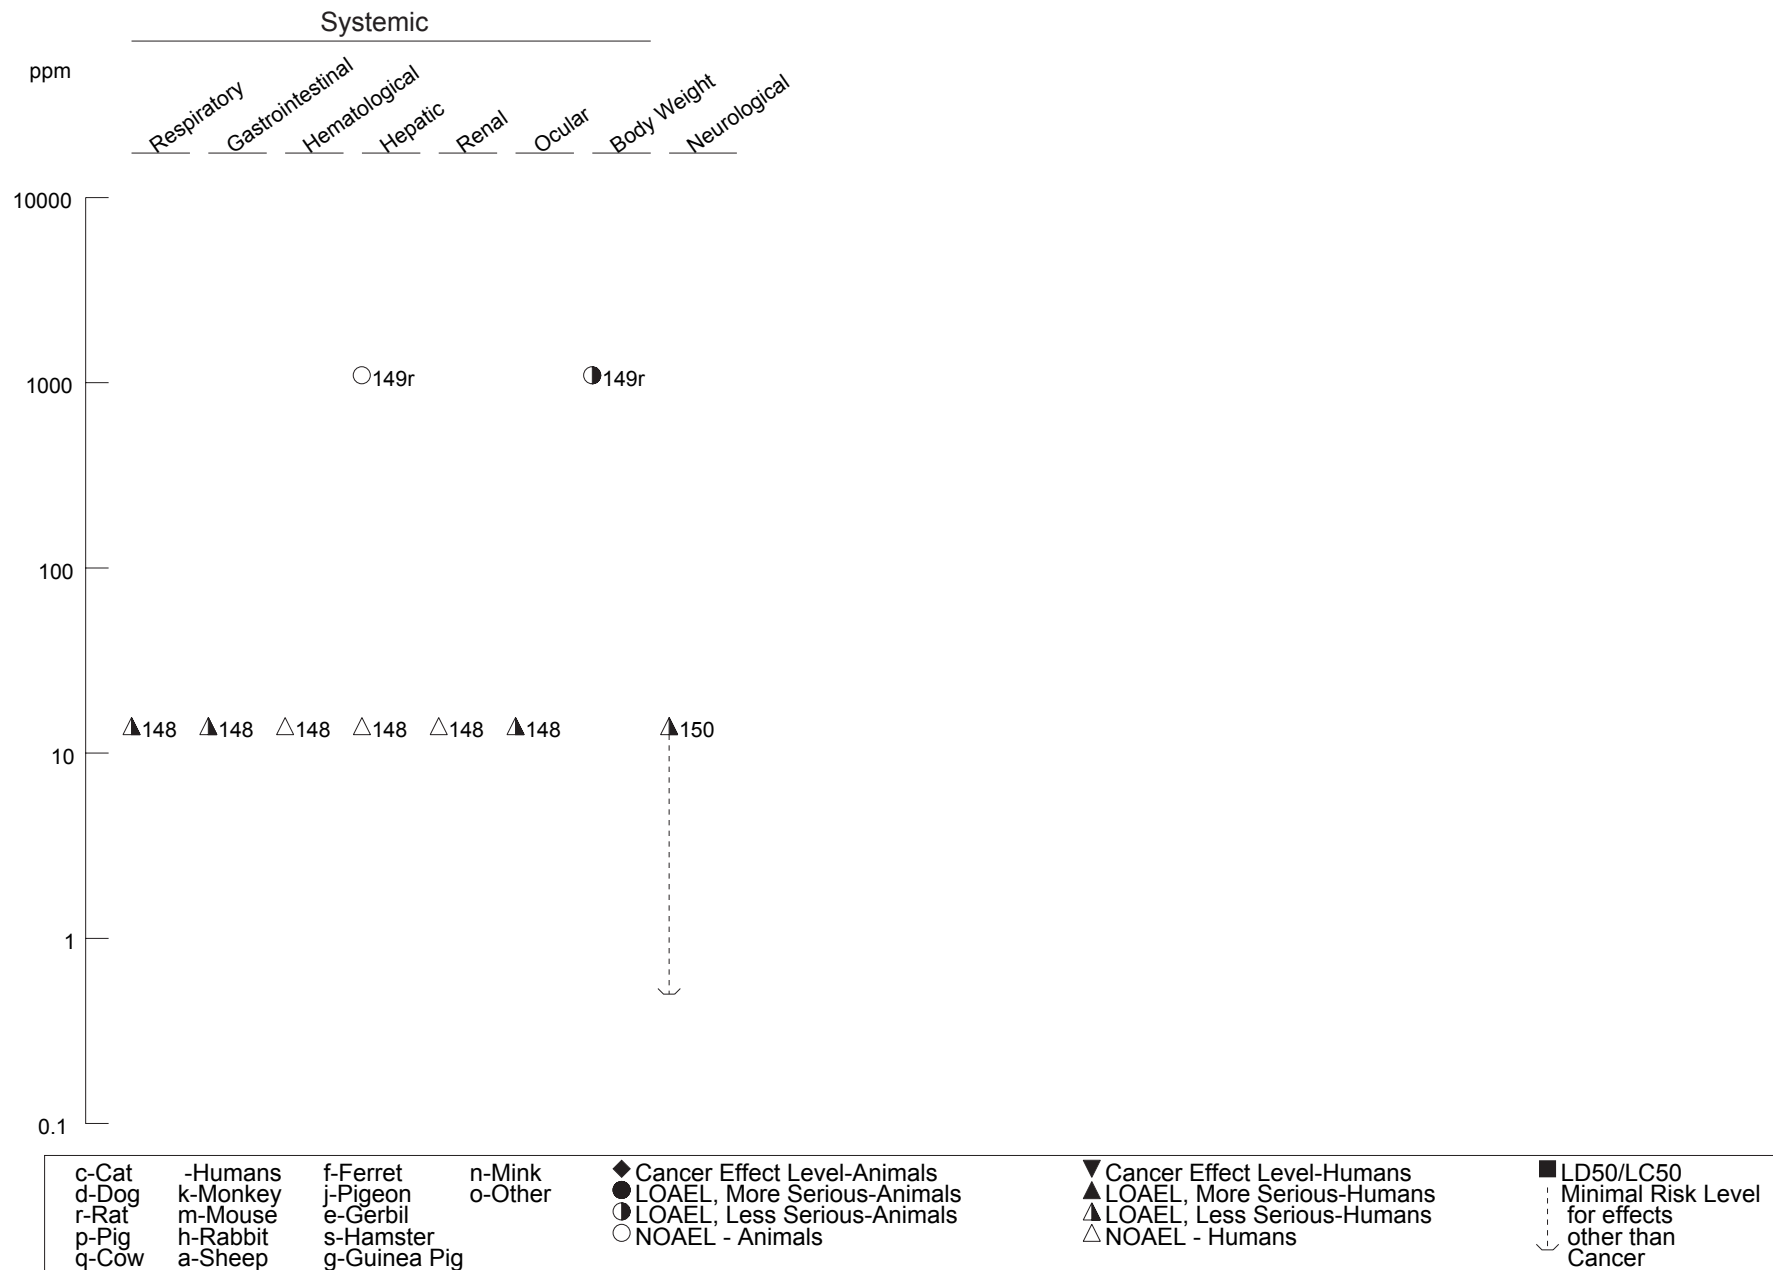 Systemic
ppm
Respiratory
Gastrointestinal
Hematological
Hepatic
Renal
Ocular
Body Weight
Neurological
10000
1000
149r
149r
100
148
148
148
148
148
148
150
10
1
0.1
c-Cat -Humans f-Ferret n-Mink Cancer Effect Level-Animals Cancer Effect Level-Humans LD50/LC50
d-Dog k-Monkey j-Pigeon o-Other LOAEL, More Serious-Animals LOAEL, More Serious-Humans Minimal Risk Level
r-Rat m-Mouse e-Gerbil LOAEL, Less Serious-Animals LOAEL, Less Serious-Humans for effects
p-Pig h-Rabbit s-Hamster NOAEL - Animals NOAEL - Humans other than
q-Cow a-Sheep g-Guinea Pig Cancer